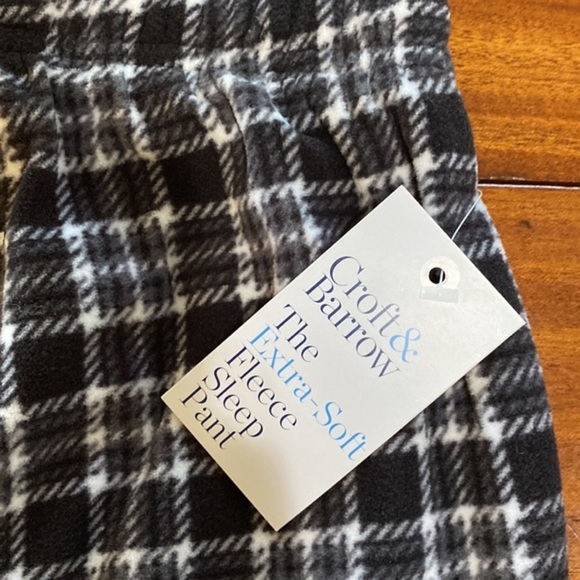 Croft &
Barrow
The
Extra-Soft
Fleece
Sleep
Pant